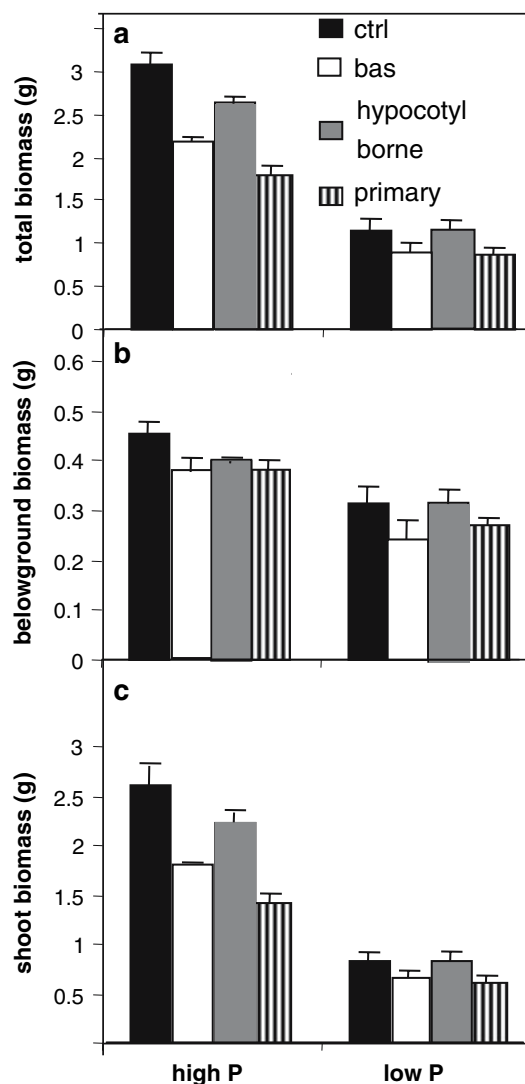 a
ctrl
bas
hypocotyl
borne
primary
total biomass (g)
3
2.5
2
1.5
1
0.5
0
b
belowground biomass (g)
0.6
0.5
0.4
0.3
0.2
0.1
0
c
shoot biomass (g)
3
2.5
2
1.5
1
0.5
high P
low P